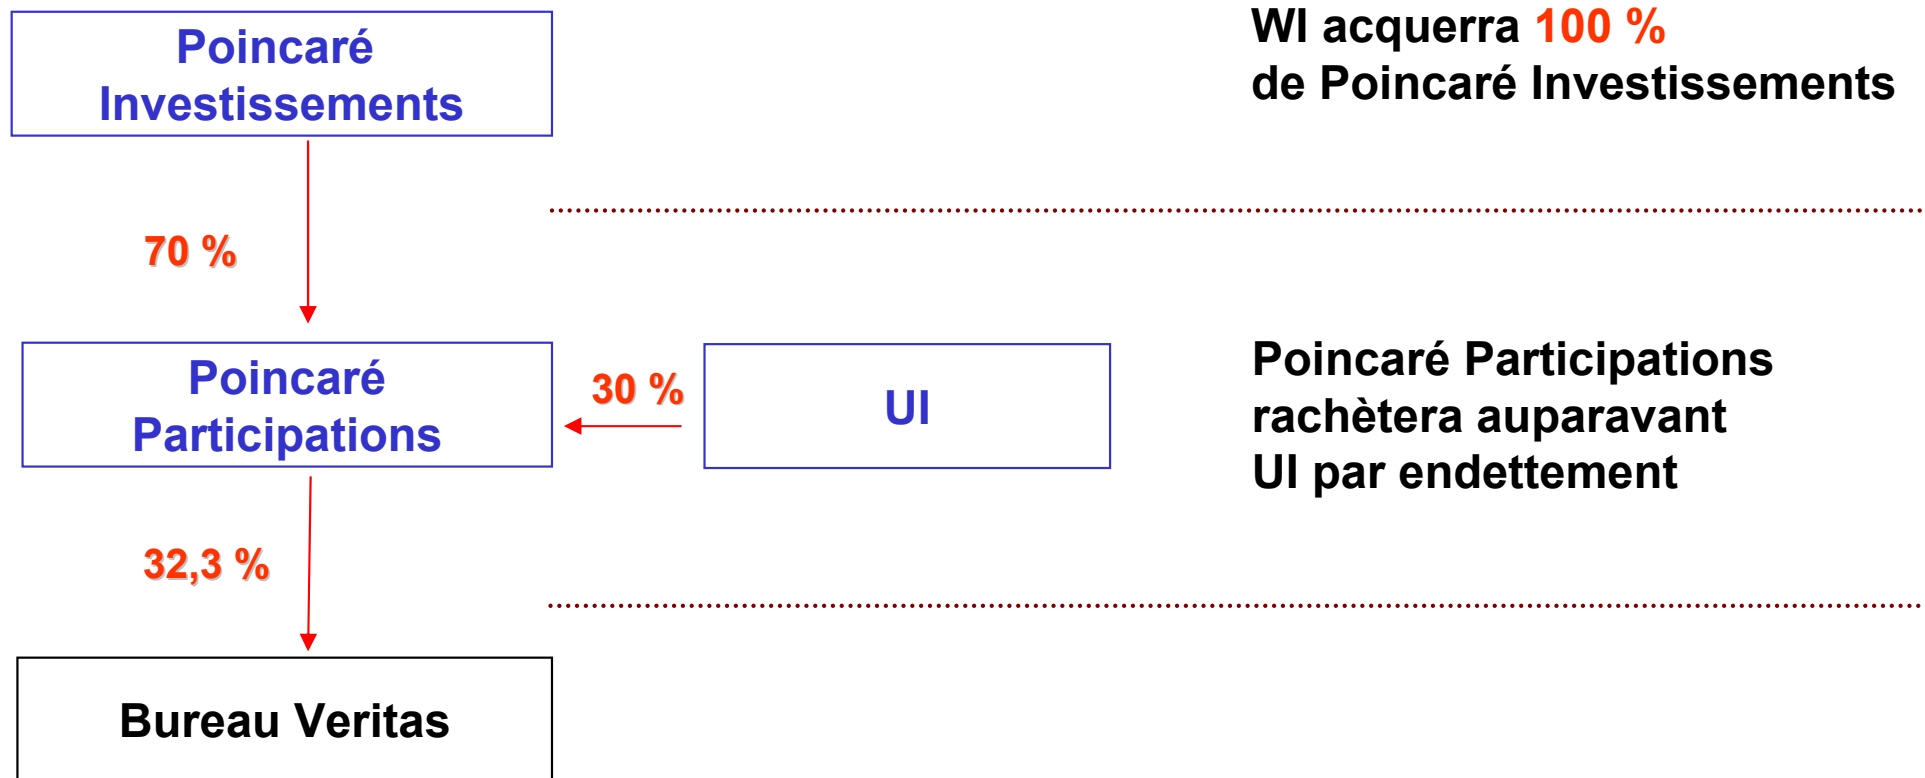 Poincaré
Investissements
WI acquerra 100 %
de Poincaré Investissements
70 %
Poincaré
Participations
30 %
UI
Poincaré Participations
rachètera auparavant
UI par endettement
32,3 %
Bureau Veritas